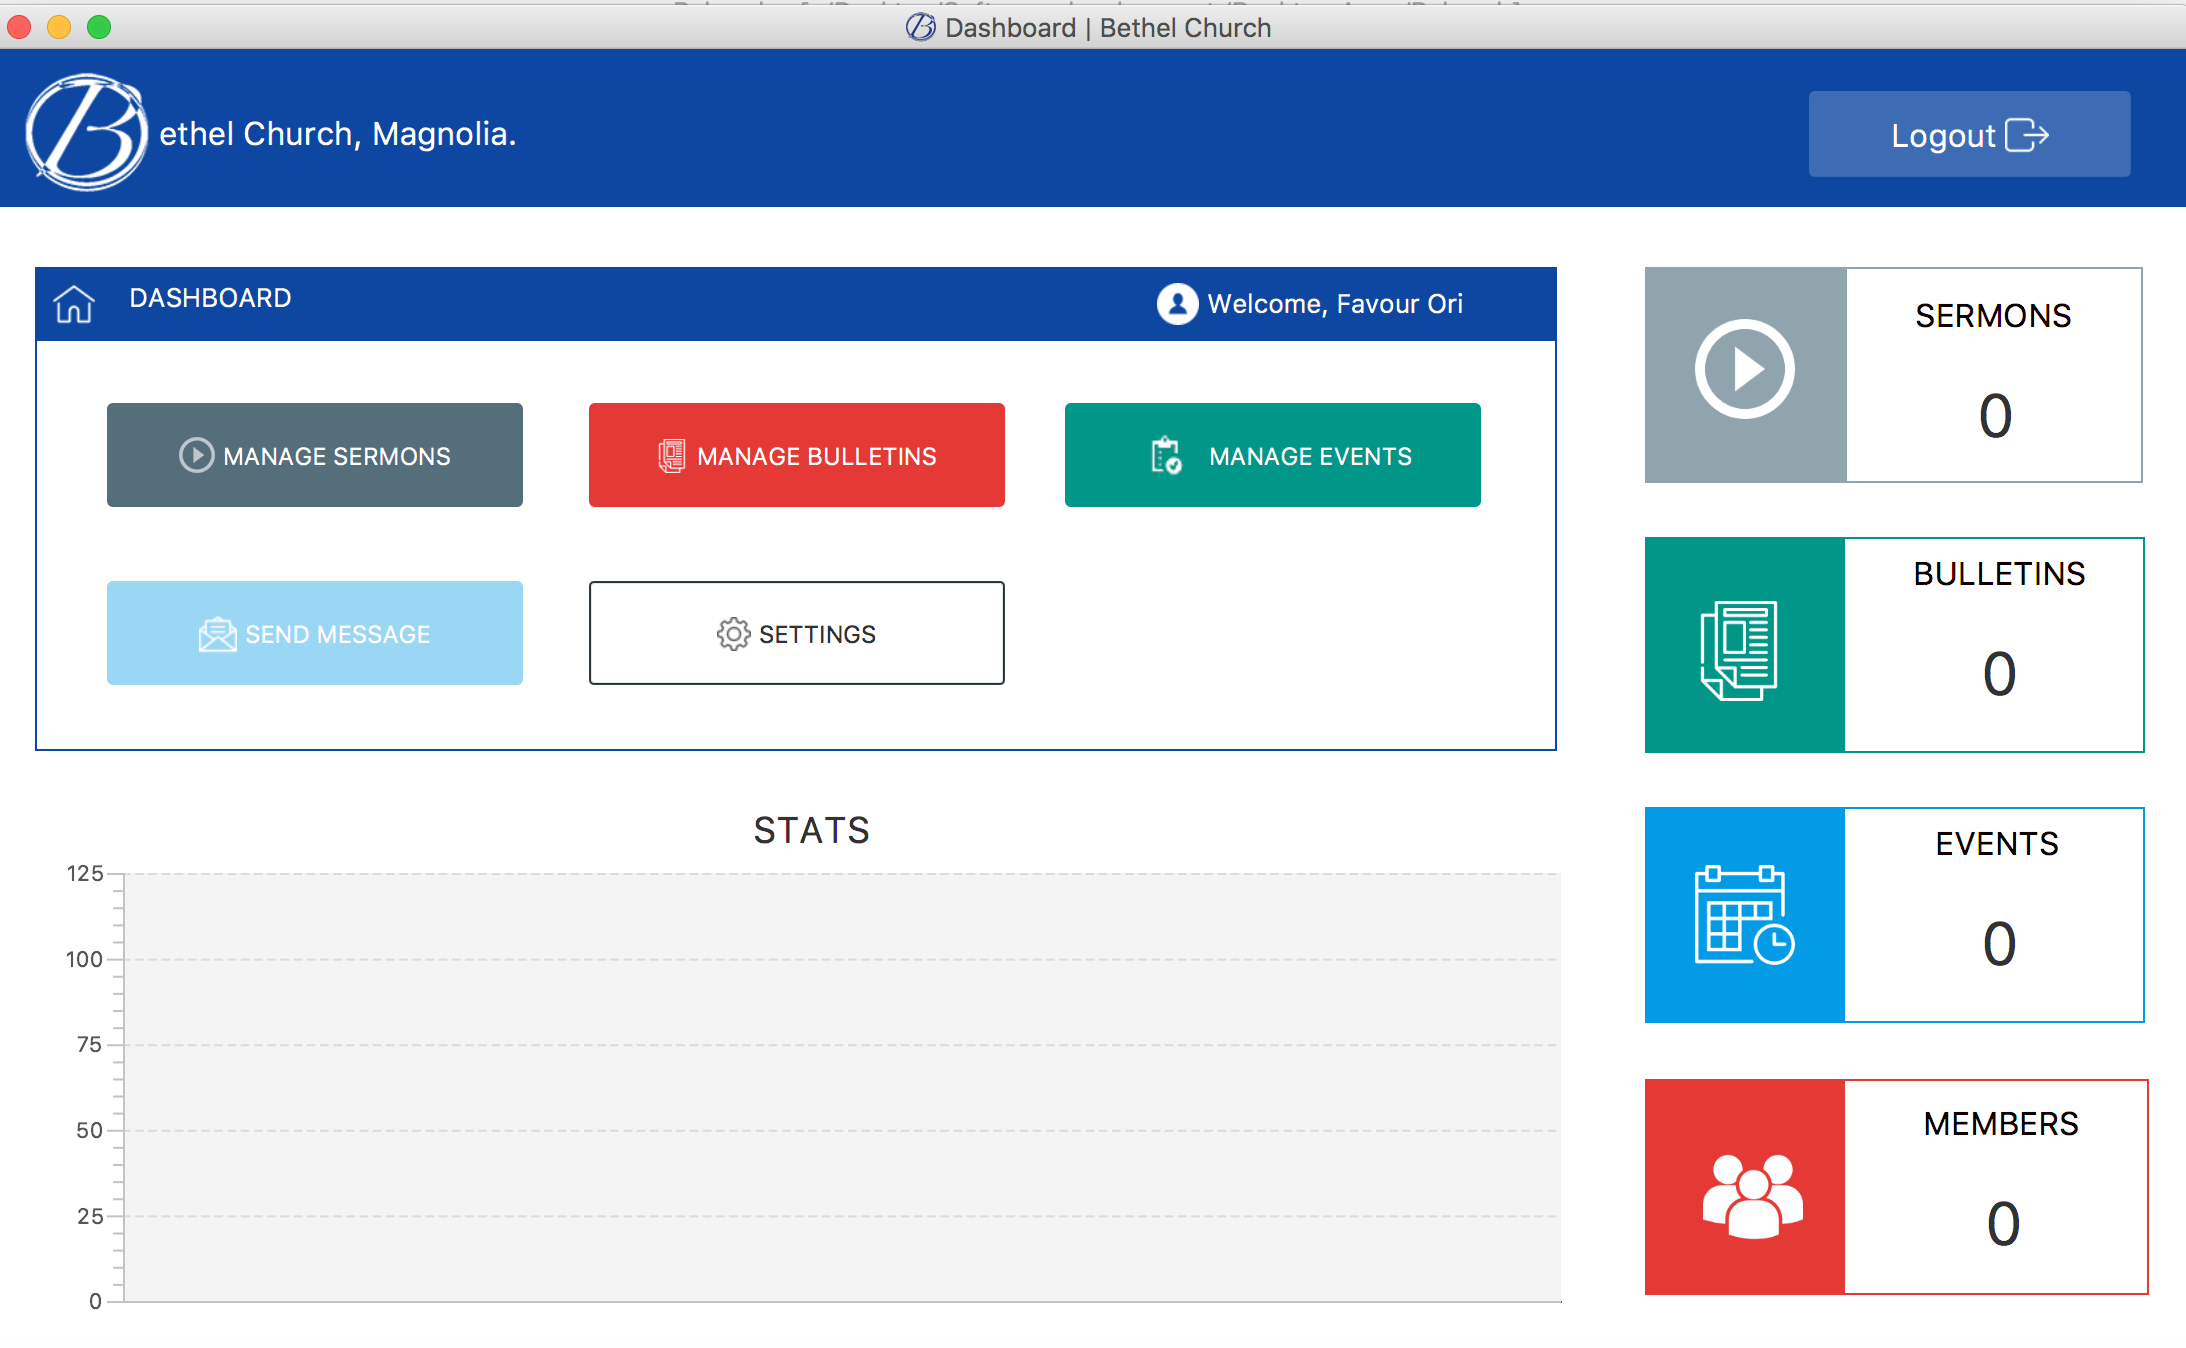 Dashboard | Bethel Church
Bethel Church, Magnolia.
Logout
DASHBOARD
Welcome, Favour Ori
MANAGE SERMONS
MANAGE BULLETINS
MANAGE EVENTS
SEND MESSAGE
SETTINGS
SERMONS
0
BULLETINS
0
EVENTS
0
MEMBERS
0
STATS
125
100
75
50
25
0